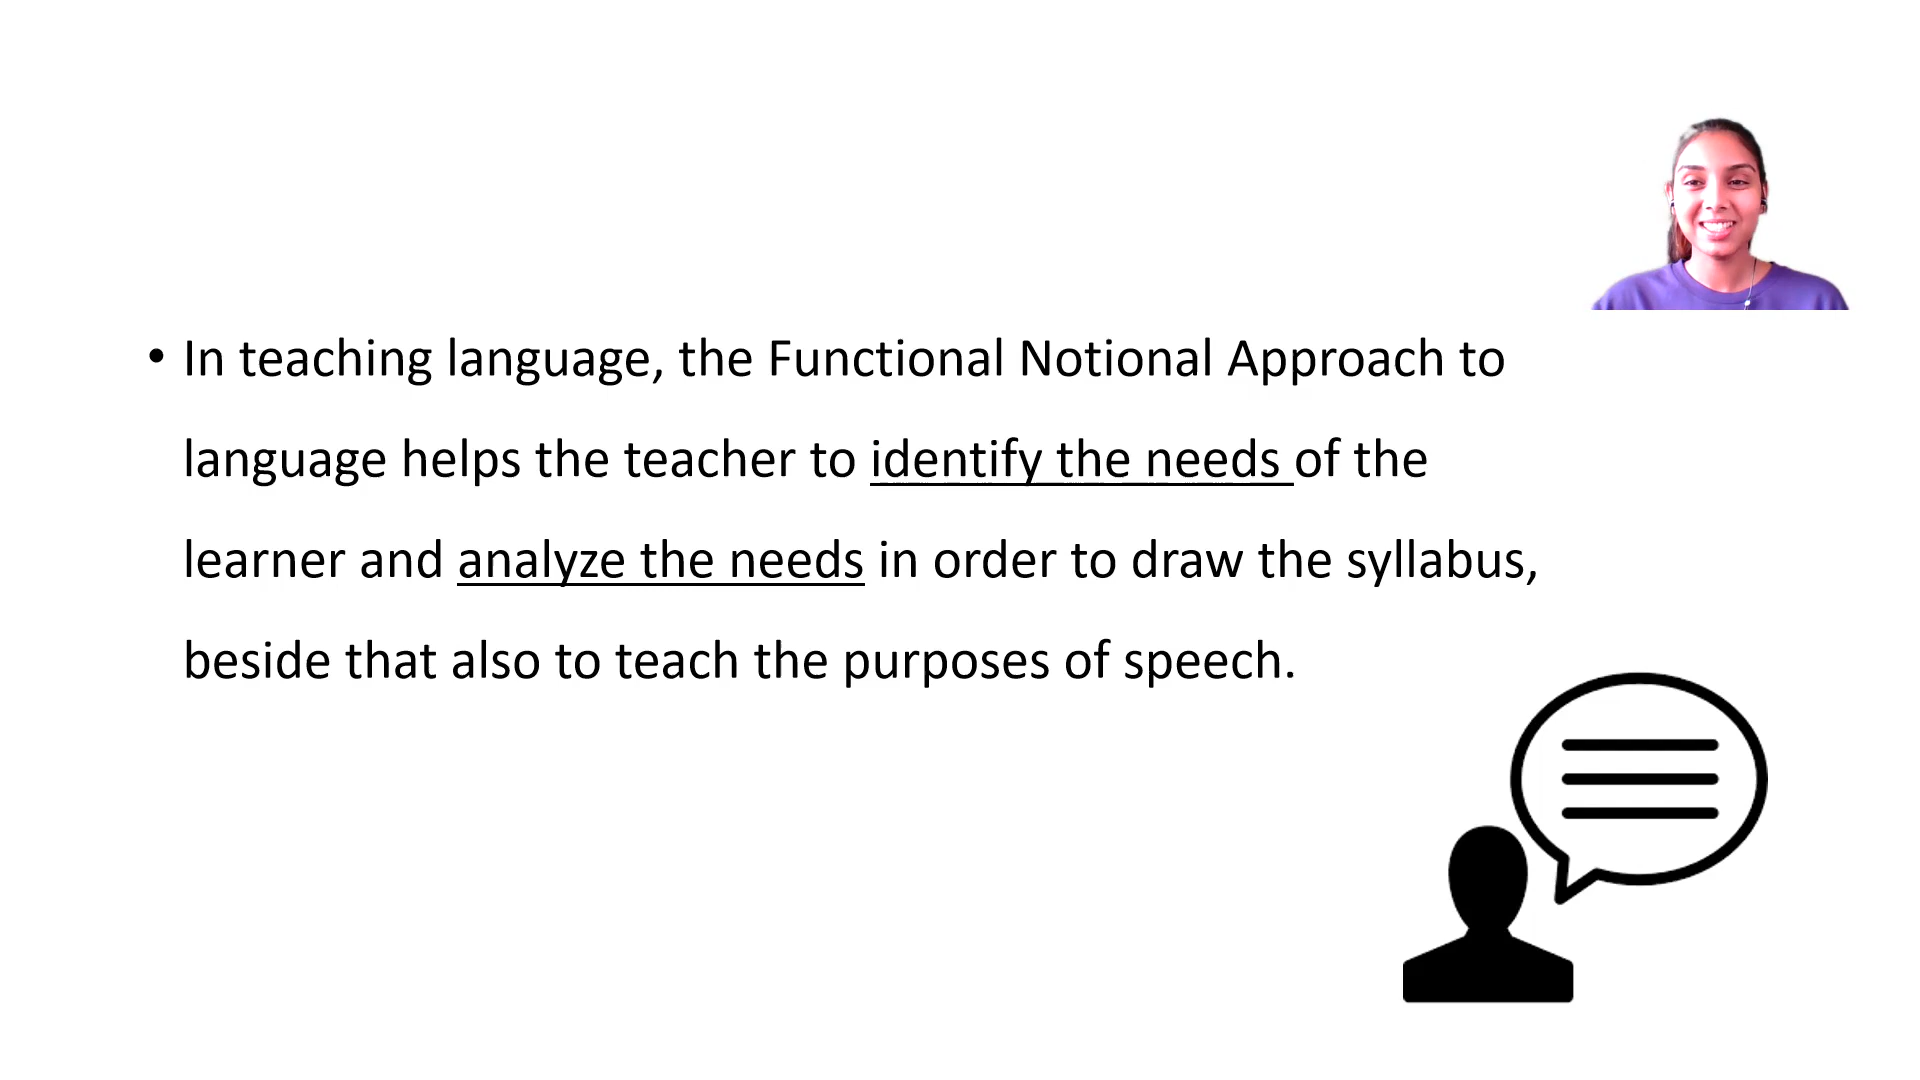 • In teaching language, the Functional Notional Approach to
language helps the teacher to identify the needs of the
learner and analyze the needs in order to draw the syllabus,
beside that also to teach the purposes of speech.